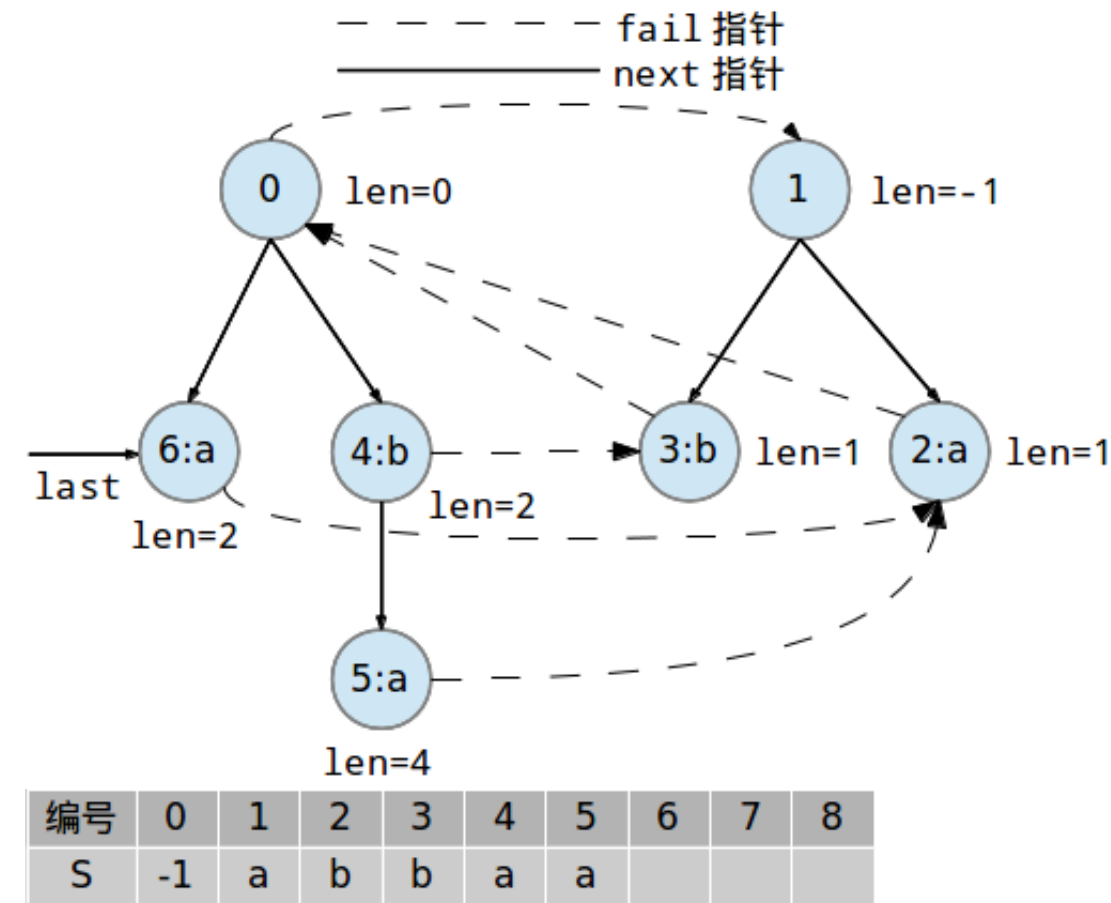 fail 指针
next 指针
0 len=0 1 len=-1
6:a 4:b 3:b len=1 2:a len=1
last len=2
len=2
5:a
len=4
编号 0 1 2 3 4 5 6 7 8
S -1 a b b a a